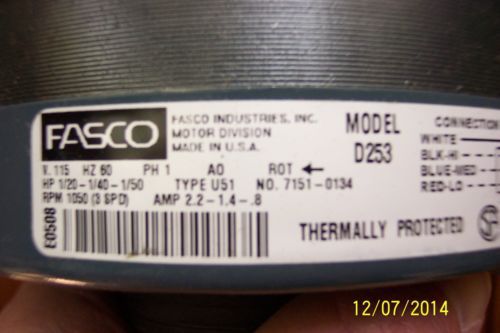 FASCO
FASCO INDUSTRIES, INC.
MOTOR DIVISION
MADE IN U.S.A.
MODEL
D253
CONNECTION
WHITE
BLK-HI
BLUE-MED
RED-LO
V. 115 HZ 60 PH 1 AO ROT ←
HP 1/20-1/40-1/50 TYPE U51 NO. 7151-0134
RPM 1050 (3 SPD) AMP 2.2-1.4-.8
E0508
THERMALLY PROTECTED
12/07/2014